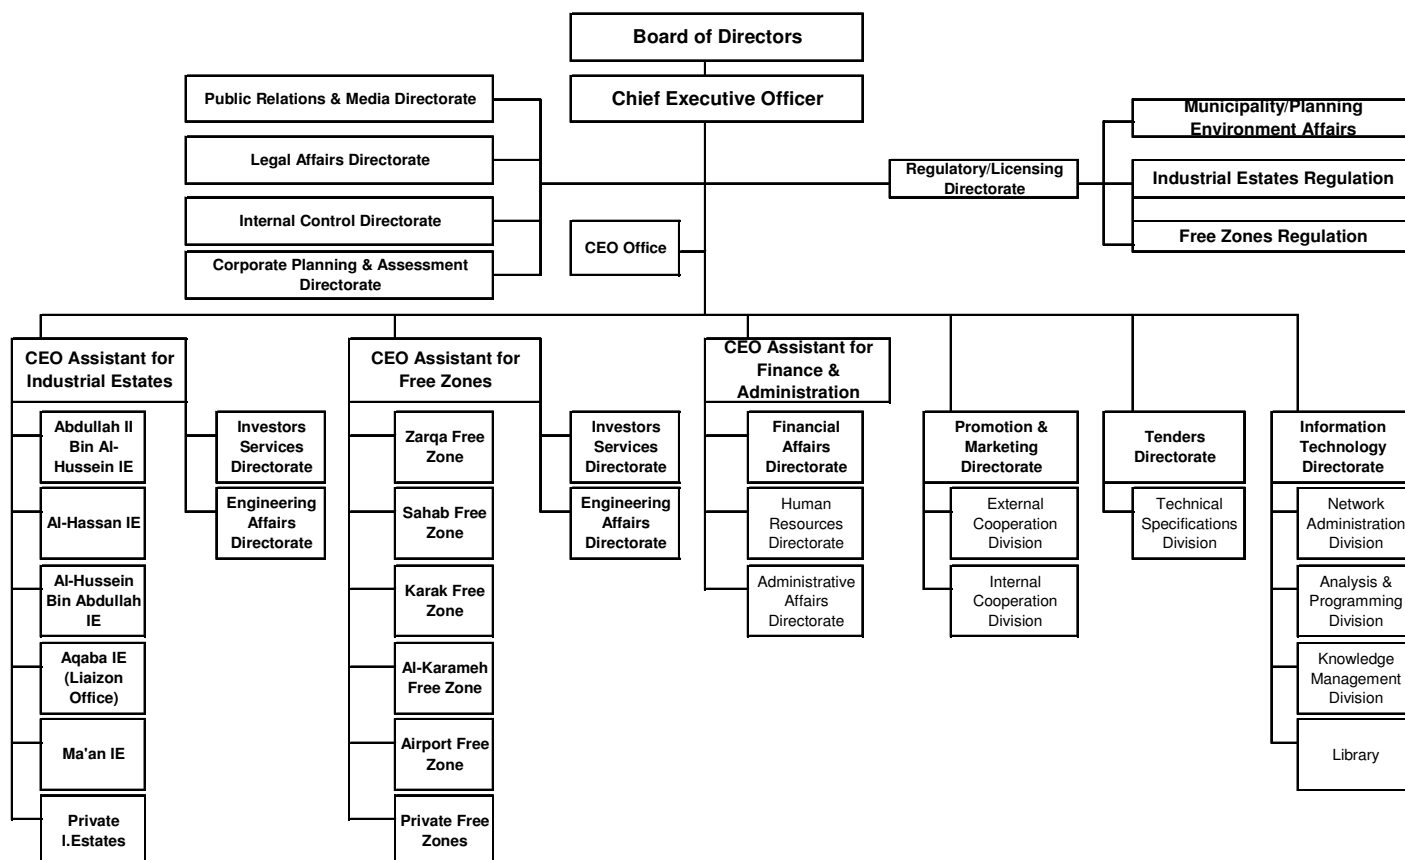 Board of Directors
Chief Executive Officer
Public Relations & Media Directorate
Legal Affairs Directorate
Internal Control Directorate
Corporate Planning & Assessment
Directorate
CEO Office
Regulatory/Licensing
Directorate
Municipality/Planning
Environment Affairs
Industrial Estates Regulation
Free Zones Regulation
CEO Assistant for
Industrial Estates
Abdullah II
Bin Al-
Hussein IE
Al-Hassan IE
Al-Hussein
Bin Abdullah
IE
Aqaba IE
(Liaizon
Office)
Ma'an IE
Private
I.Estates
Investors
Services
Directorate
Engineering
Affairs
Directorate
CEO Assistant for
Free Zones
Zarqa Free
Zone
Sahab Free
Zone
Karak Free
Zone
Al-Karameh
Free Zone
Airport Free
Zone
Private Free
Zones
Investors
Services
Directorate
Engineering
Affairs
Directorate
CEO Assistant for
Finance &
Administration
Financial
Affairs
Directorate
Human
Resources
Directorate
Administrative
Affairs
Directorate
Promotion &
Marketing
Directorate
External
Cooperation
Division
Internal
Cooperation
Division
Tenders
Directorate
Technical
Specifications
Division
Information
Technology
Directorate
Network
Administration
Division
Analysis &
Programming
Division
Knowledge
Management
Division
Library